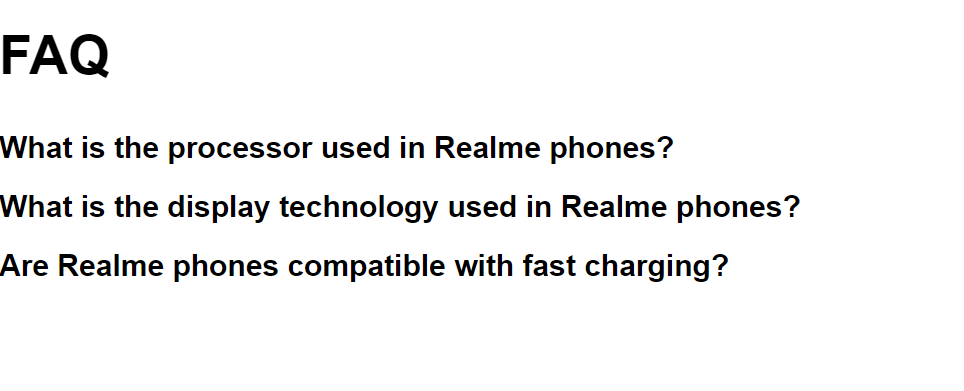 FAQ
What is the processor used in Realme phones?
What is the display technology used in Realme phones?
Are Realme phones compatible with fast charging?